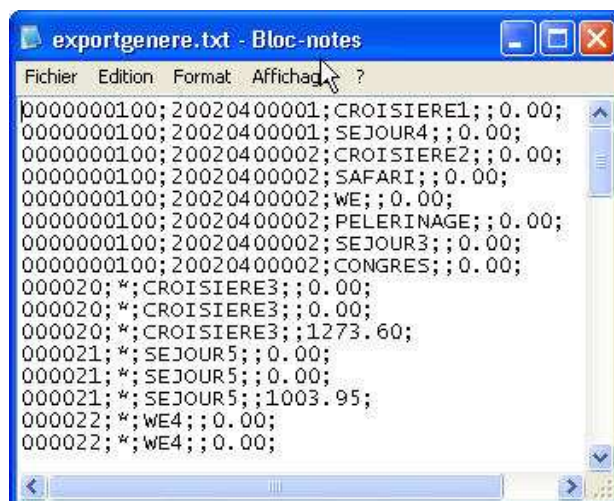 exportgenere.txt - Bloc-notes
Fichier Edition Format Affichage ?
0000000100;20020400001;CROISIERE1;;0.00;
0000000100;20020400001;SEJOUR4;;0.00;
0000000100;20020400002;CROISIERE2;;0.00;
0000000100;20020400002;SAFARI;;0.00;
0000000100;20020400002;WE;;0.00;
0000000100;20020400002;PELERINAGE;;0.00;
0000000100;20020400002;SEJOUR3;;0.00;
0000000100;20020400002;CONGRES;;0.00;
000020;*;CROISIERE3;;0.00;
000020;*;CROISIERE3;;0.00;
000020;*;CROISIERE3;;1273.60;
000021;*;SEJOUR5;;0.00;
000021;*;SEJOUR5;;0.00;
000021;*;SEJOUR5;;1003.95;
000022;*;WE4;;0.00;
000022;*;WE4;;0.00;